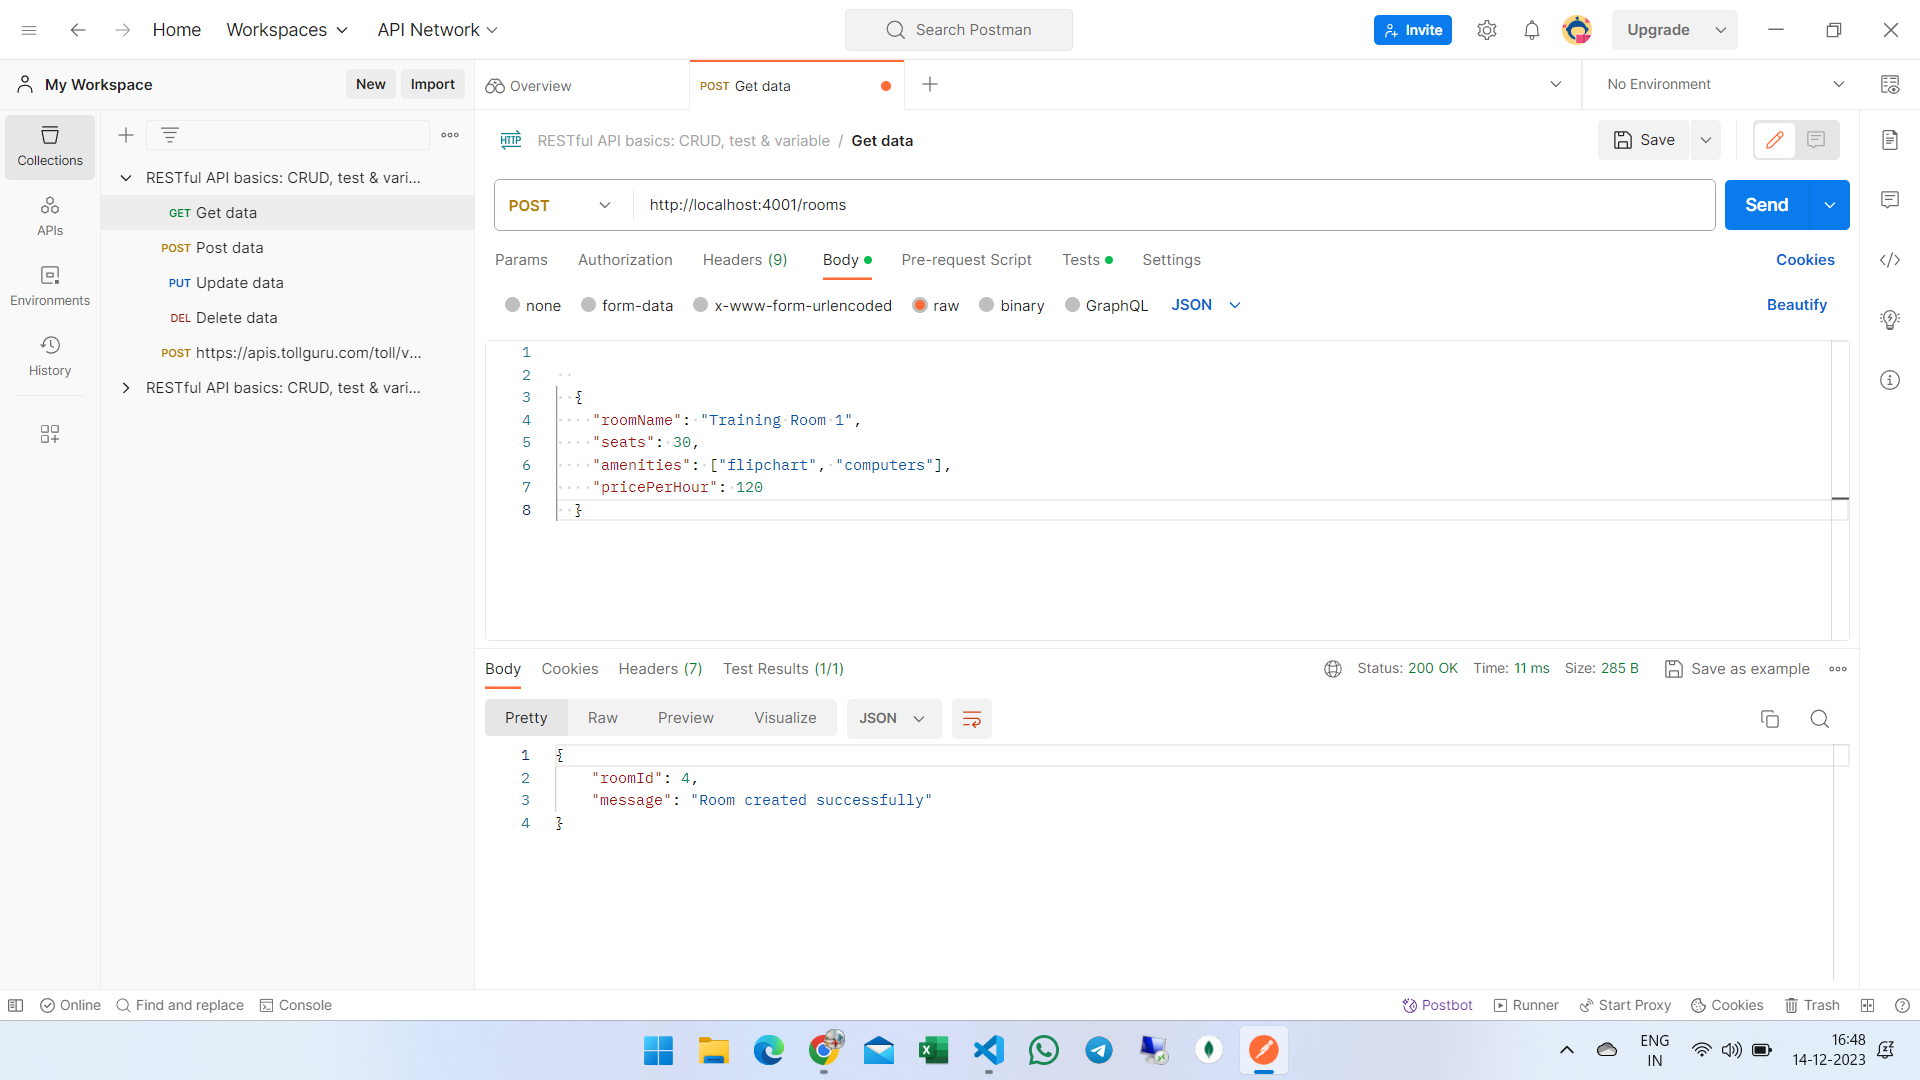 Home Workspaces API Network Search Postman Invite Upgrade
My Workspace New Import Overview POST Get data No Environment
Collections
APIs
Environments
History
RESTful API basics: CRUD, test & vari...
GET Get data
POST Post data
PUT Update data
DEL Delete data
POST https://apis.tollguru.com/toll/v...
RESTful API basics: CRUD, test & vari...
HTTP RESTful API basics: CRUD, test & variable / Get data Save
POST http://localhost:4001/rooms Send
Params Authorization Headers (9) Body Pre-request Script Tests Settings Cookies
none form-data x-www-form-urlencoded raw binary GraphQL JSON Beautify
1
2
3 {
4 "roomName": "Training Room 1",
5 "seats": 30,
6 "amenities": ["flipchart", "computers"],
7 "pricePerHour": 120
8 }
Body Cookies Headers (7) Test Results (1/1) Status: 200 OK Time: 11 ms Size: 285 B Save as example
Pretty Raw Preview Visualize JSON
1 {
2 "roomId": 4,
3 "message": "Room created successfully"
4 }
Online Find and replace Console Postbot Runner Start Proxy Cookies Trash
ENG
IN
16:48
14-12-2023